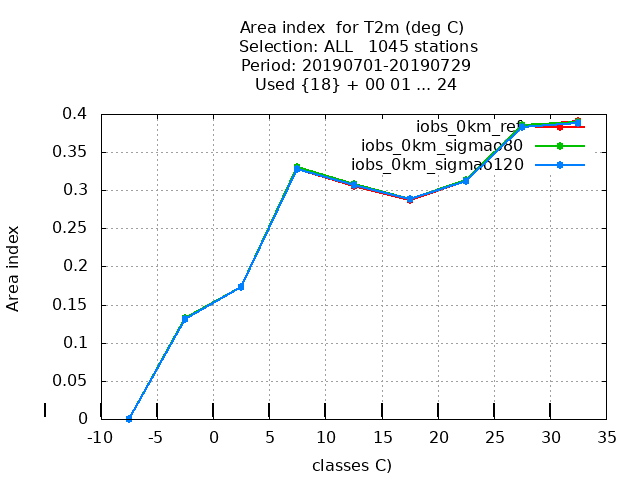 Area index  for T2m (deg C)
Selection: ALL   1045 stations
Period: 20190701-20190729
Used {18} + 00 01 ... 24
0.4
0.35
0.3
0.25
0.2
0.15
0.1
0.05
0
Area index
iobs_0km_ref
iobs_0km_sigmao80
iobs_0km_sigmao120
-10 -5 0 5 10 15 20 25 30 35
classes C)